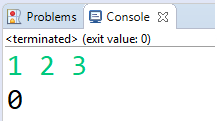 Problems Console
<terminated> (exit value: 0)
1 2 3
0